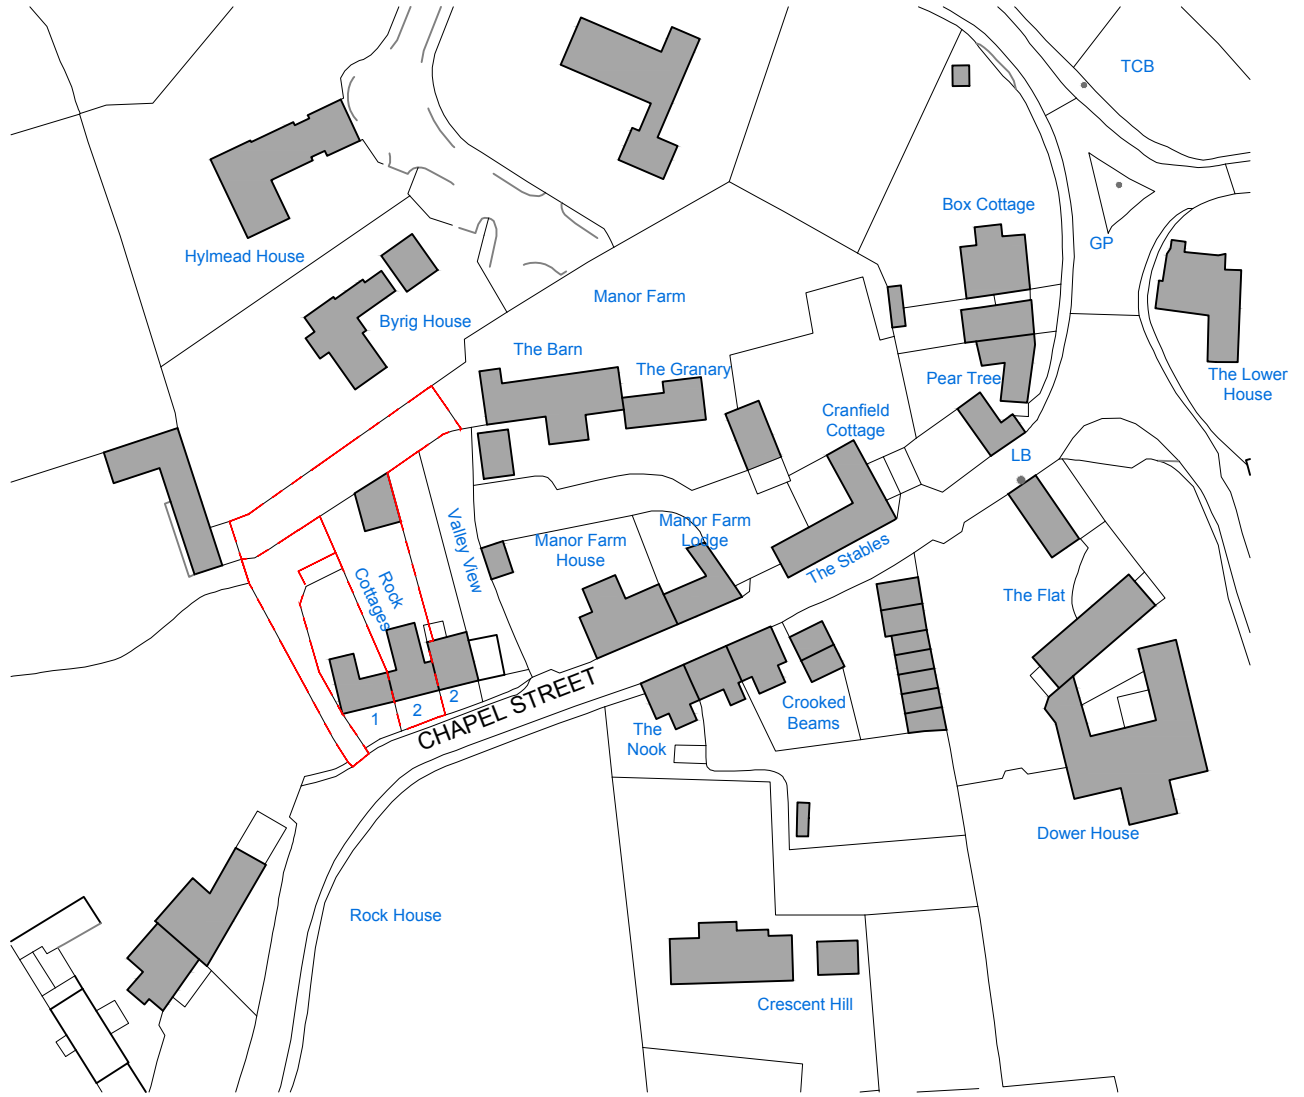 TCB
Box Cottage
GP
Hylmead House
Manor Farm
Byrig House
The Barn
The Granary
Pear Tree
The Lower
House
Cranfield
Cottage
LB
Valley View
Manor Farm
House
Manor Farm
Lodge
The Stables
Rock
Cottages
The Flat
1
2
2
CHAPEL STREET
The
Nook
Crooked
Beams
Dower House
Rock House
Crescent Hill